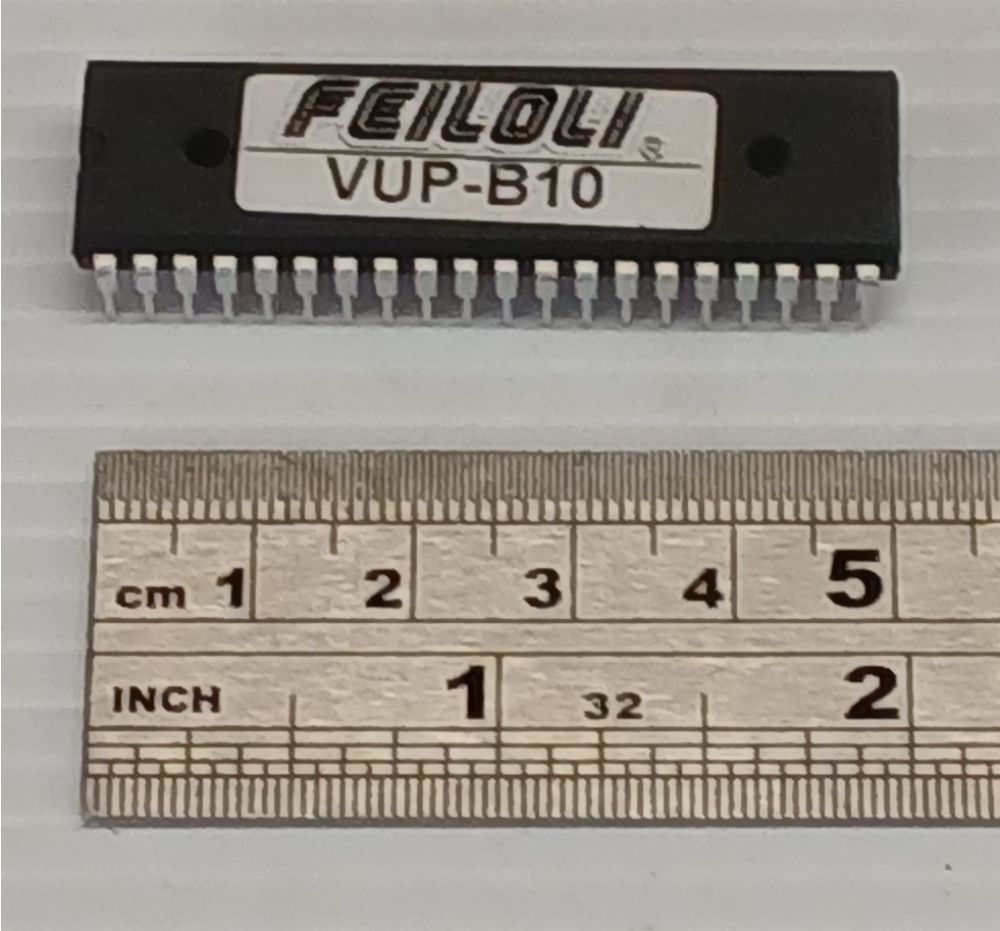 FEILOLI
VUP-B10
cm 1 2 3 4 5
INCH 1 32 2